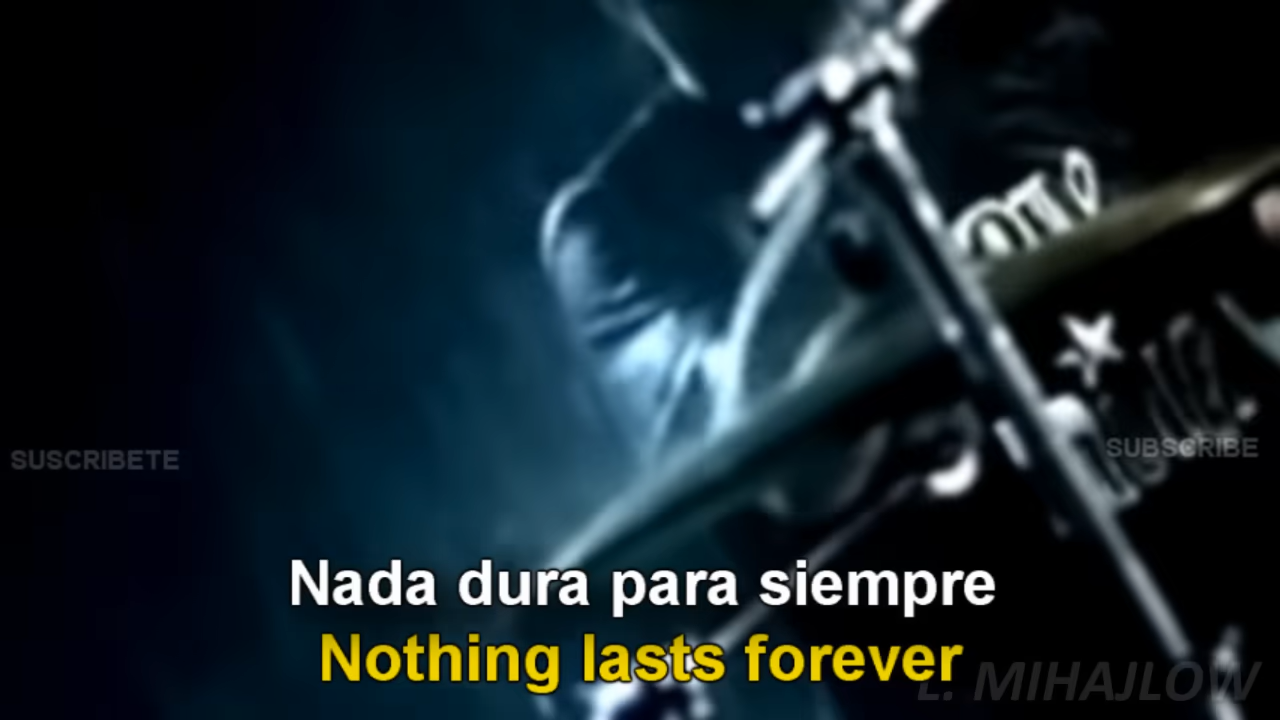 SUSCRIBETE
SUBSCRIBE
Nada dura para siempre
Nothing lasts forever
L. MIHAJLOW